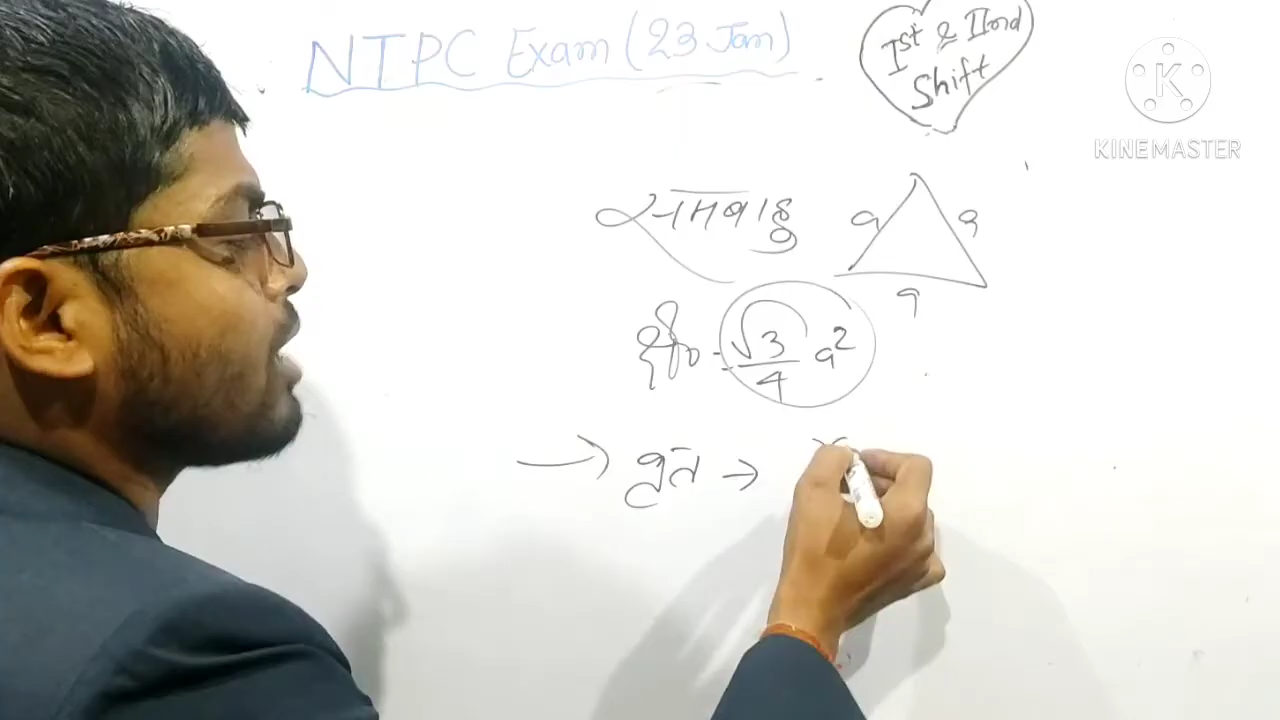 NTPC Exam (23 Jan)
Ist & IInd
Shift
KINEMASTER
समबाहु
a
a
a
क्षे० = √3/4 a²
→ वृत →